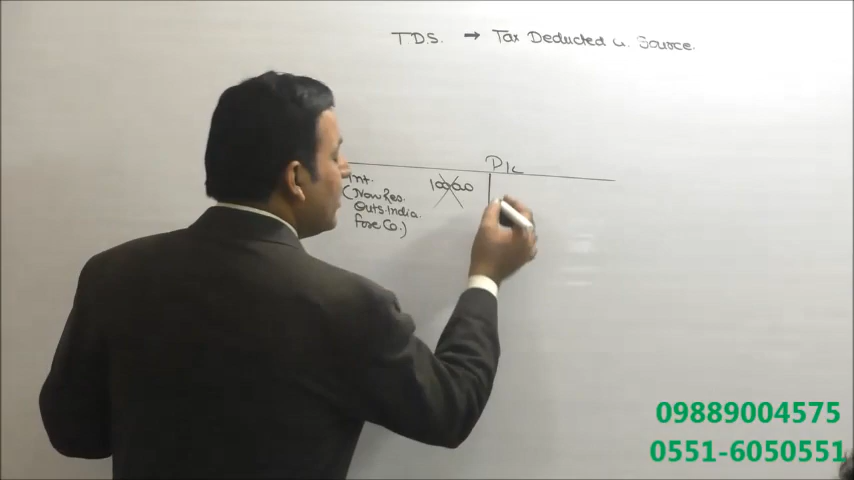 T.D.S. → Tax Deducted u. Source.
P/L
Int. 10000
(Non Res.
Outs. India.
Fore Co.)
09889004575
0551-6050551